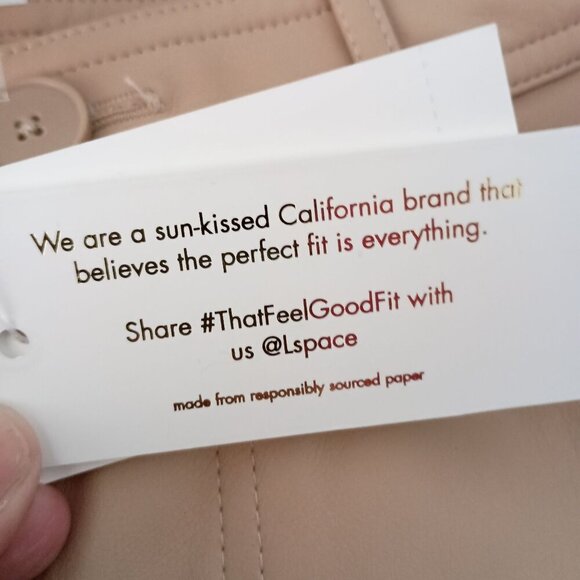 We are a sun-kissed California brand that
believes the perfect fit is everything.
Share #ThatFeelGoodFit with
us @Lspace
made from responsibly sourced paper